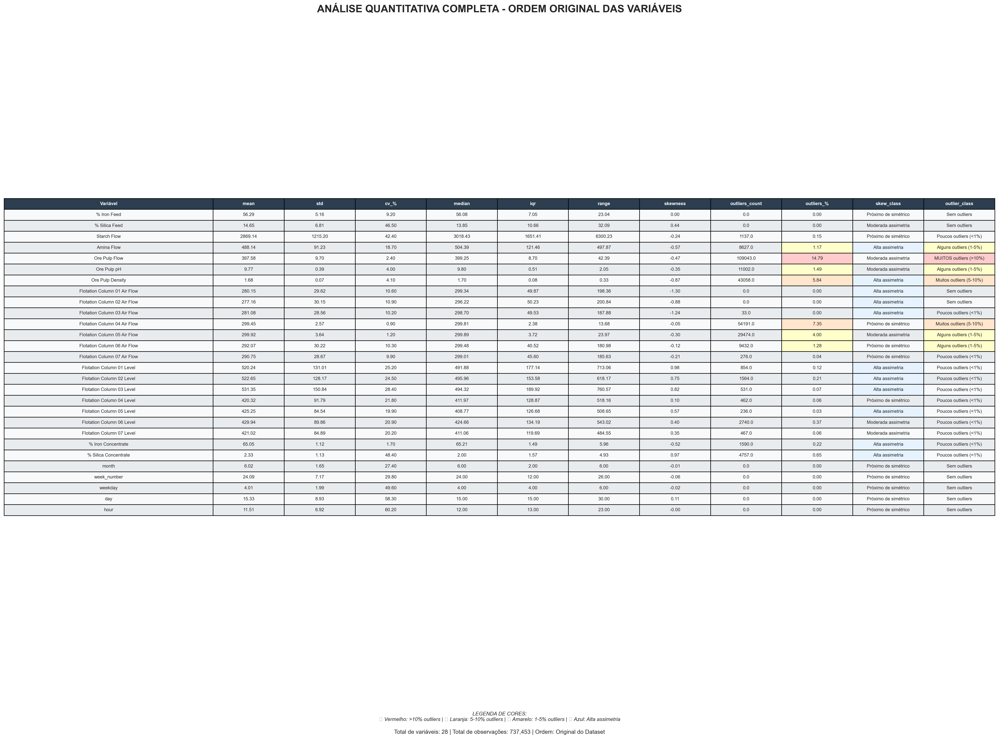 ANÁLISE QUANTITATIVA COMPLETA - ORDEM ORIGINAL DAS VARIÁVEIS
Variável mean std cv_% median iqr range skewness outliers_count outliers_% skew_class outlier_class
% Iron Feed 56.29 5.16 9.20 56.08 7.05 23.04 0.00 0.0 0.00 Próximo de simétrico Sem outliers
% Silica Feed 14.65 6.81 46.50 13.85 10.66 32.09 0.44 0.0 0.00 Moderada assimetria Sem outliers
Starch Flow 2869.14 1215.20 42.40 3018.43 1651.41 6300.23 -0.24 1137.0 0.15 Próximo de simétrico Poucos outliers (<1%)
Amina Flow 488.14 91.23 18.70 504.39 121.46 497.87 -0.57 8627.0 1.17 Alta assimetria Alguns outliers (1-5%)
Ore Pulp Flow 397.58 9.70 2.40 399.25 8.70 42.39 -0.47 109043.0 14.79 Moderada assimetria MUITOS outliers (>10%)
Ore Pulp pH 9.77 0.39 4.00 9.80 0.51 2.05 -0.35 11002.0 1.49 Moderada assimetria Alguns outliers (1-5%)
Ore Pulp Density 1.68 0.07 4.10 1.70 0.08 0.33 -0.87 43058.0 5.84 Alta assimetria Muitos outliers (5-10%)
Flotation Column 01 Air Flow 280.15 29.62 10.60 299.34 49.87 198.36 -1.30 0.0 0.00 Alta assimetria Sem outliers
Flotation Column 02 Air Flow 277.16 30.15 10.90 296.22 50.23 200.84 -0.88 0.0 0.00 Alta assimetria Sem outliers
Flotation Column 03 Air Flow 281.08 28.56 10.20 298.70 49.53 187.88 -1.24 33.0 0.00 Alta assimetria Poucos outliers (<1%)
Flotation Column 04 Air Flow 299.45 2.57 0.90 299.81 2.38 13.68 -0.05 54191.0 7.35 Próximo de simétrico Muitos outliers (5-10%)
Flotation Column 05 Air Flow 299.92 3.64 1.20 299.89 3.72 23.97 -0.30 29474.0 4.00 Moderada assimetria Alguns outliers (1-5%)
Flotation Column 06 Air Flow 292.07 30.22 10.30 299.48 40.52 180.98 -0.12 9432.0 1.28 Próximo de simétrico Alguns outliers (1-5%)
Flotation Column 07 Air Flow 290.75 28.67 9.90 299.01 45.60 185.63 -0.21 276.0 0.04 Próximo de simétrico Poucos outliers (<1%)
Flotation Column 01 Level 520.24 131.01 25.20 491.88 177.14 713.06 0.98 854.0 0.12 Alta assimetria Poucos outliers (<1%)
Flotation Column 02 Level 522.65 128.17 24.50 495.96 153.58 618.17 0.75 1564.0 0.21 Alta assimetria Poucos outliers (<1%)
Flotation Column 03 Level 531.35 150.84 28.40 494.32 189.92 760.57 0.82 531.0 0.07 Alta assimetria Poucos outliers (<1%)
Flotation Column 04 Level 420.32 91.79 21.80 411.97 128.87 518.16 0.10 462.0 0.06 Próximo de simétrico Poucos outliers (<1%)
Flotation Column 05 Level 425.25 84.54 19.90 408.77 126.68 508.65 0.57 236.0 0.03 Alta assimetria Poucos outliers (<1%)
Flotation Column 06 Level 429.94 89.86 20.90 424.66 134.19 543.02 0.40 2740.0 0.37 Moderada assimetria Poucos outliers (<1%)
Flotation Column 07 Level 421.02 84.89 20.20 411.06 119.69 484.55 0.35 467.0 0.06 Moderada assimetria Poucos outliers (<1%)
% Iron Concentrate 65.05 1.12 1.70 65.21 1.49 5.96 -0.52 1590.0 0.22 Alta assimetria Poucos outliers (<1%)
% Silica Concentrate 2.33 1.13 48.40 2.00 1.57 4.93 0.97 4757.0 0.65 Alta assimetria Poucos outliers (<1%)
month 6.02 1.65 27.40 6.00 2.00 6.00 -0.01 0.0 0.00 Próximo de simétrico Sem outliers
week_number 24.09 7.17 29.80 24.00 12.00 26.00 -0.06 0.0 0.00 Próximo de simétrico Sem outliers
weekday 4.01 1.99 49.60 4.00 4.00 6.00 -0.02 0.0 0.00 Próximo de simétrico Sem outliers
day 15.33 8.93 58.30 15.00 15.00 30.00 0.11 0.0 0.00 Próximo de simétrico Sem outliers
hour 11.51 6.92 60.20 12.00 13.00 23.00 -0.00 0.0 0.00 Próximo de simétrico Sem outliers
LEGENDA DE CORES:
Vermelho: >10% outliers | Laranja: 5-10% outliers | Amarelo: 1-5% outliers | Azul: Alta assimetria
Total de variáveis: 28 | Total de observações: 737,453 | Ordem: Original do Dataset